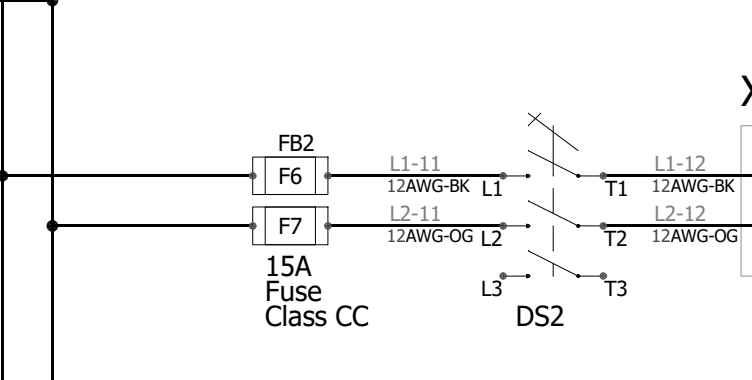 X
FB2
F6
L1-11
12AWG-BK
L1
T1
L1-12
12AWG-BK
F7
L2-11
12AWG-OG
L2
T2
L2-12
12AWG-OG
15A
Fuse
Class CC
L3
T3
DS2